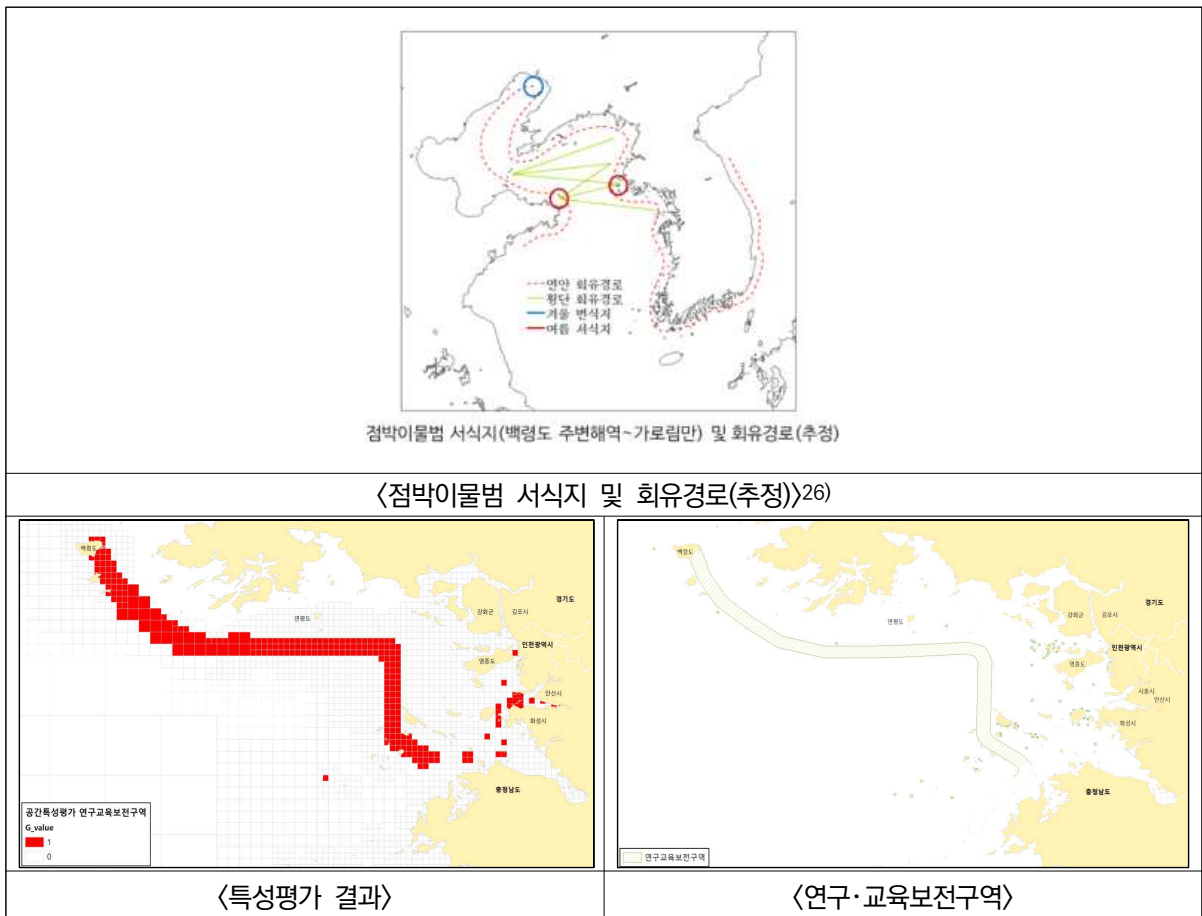 연안 회유경로
횡단 회유경로
겨울 번식지
여름 서식지
점박이물범 서식지(백령도 주변해역~가로림만) 및 회유경로(추정)
〈점박이물범 서식지 및 회유경로(추정)〉26)
백령도
연평도
강화군
김포시
경기도
인천광역시
영종도
안산시
화성시
충청남도
공간특성평가 연구교육보전구역
G_value
1
0
백령도
연평도
강화군
김포시
경기도
인천광역시
영종도
시흥시
안산시
화성시
충청남도
연구교육보전구역
〈특성평가 결과〉
〈연구·교육보전구역〉